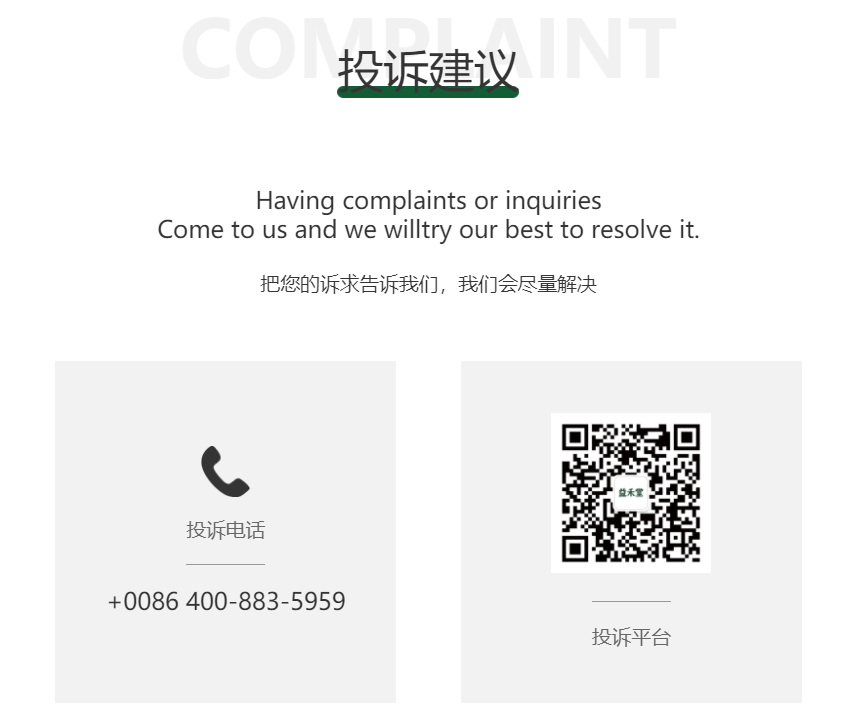 COMPLAINT
投诉建议
Having complaints or inquiries
Come to us and we willtry our best to resolve it.
把您的诉求告诉我们，我们会尽量解决
投诉电话
+0086 400-883-5959
益禾堂
投诉平台